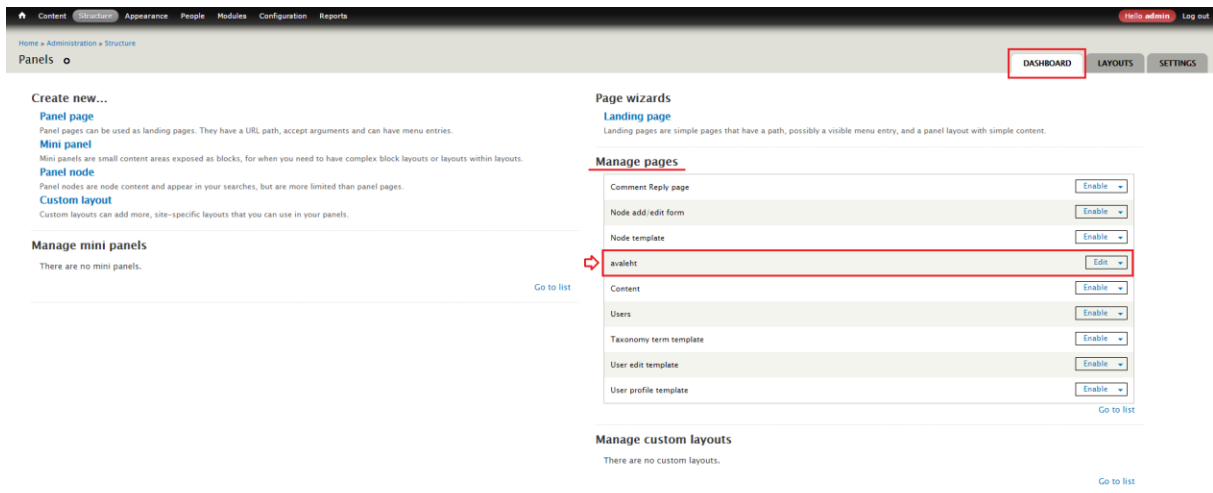 Content Structure Appearance People Modules Configuration Reports
Hello admin Log out
Home » Administration » Structure
Panels
DASHBOARD LAYOUTS SETTINGS
Create new...
Panel page
Panel pages can be used as landing pages. They have a URL path, accept arguments and can have menu entries.
Mini panel
Mini panels are small content areas exposed as blocks, for when you need to have complex block layouts or layouts within layouts.
Panel node
Panel nodes are node content and appear in your searches, but are more limited than panel pages.
Custom layout
Custom layouts can add more, site-specific layouts that you can use in your panels.
Manage mini panels
There are no mini panels.
Go to list
Page wizards
Landing page
Landing pages are simple pages that have a path, possibly a visible menu entry, and a panel layout with simple content.
Manage pages
Comment Reply page Enable
Node add/edit form Enable
Node template Enable
avaleht Edit
Content Enable
Users Enable
Taxonomy term template Enable
User edit template Enable
User profile template Enable
Go to list
Manage custom layouts
There are no custom layouts.
Go to list